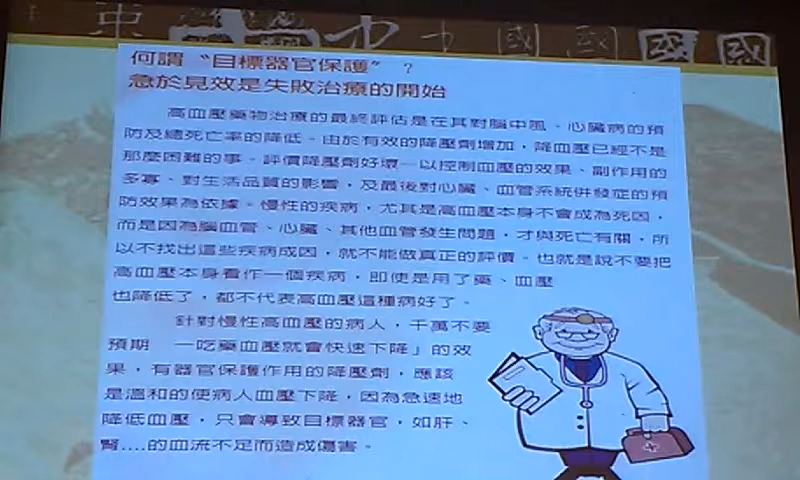 東 中 中 國 國 國 國
何謂“目標器官保護”？
急於見效是失敗治療的開始
高血壓藥物治療的最終評估是在其對腦中風、心臟病的預
防及總死亡率的降低。由於有效的降壓劑增加，降血壓已經不是
那麼困難的事。評價降壓劑好壞—以控制血壓的效果、副作用的
多寡、對生活品質的影響，及最後對心臟、血管系統併發症的預
防效果為依據。慢性的疾病，尤其是高血壓本身不會成為死因，
而是因為腦血管、心臟、其他血管發生問題，才與死亡有關，所
以不找出這些疾病成因，就不能做真正的評價。也就是說不要把
高血壓本身看作一個疾病，即使是用了藥、血壓
也降低了，都不代表高血壓這種病好了。
針對慢性高血壓的病人，千萬不要
預期　一吃藥血壓就會快速下降」的效
果，有器官保護作用的降壓劑，應該
是溫和的使病人血壓下降，因為急速地
降低血壓，只會導致目標器官，如肝、
腎....的血流不足而造成傷害。